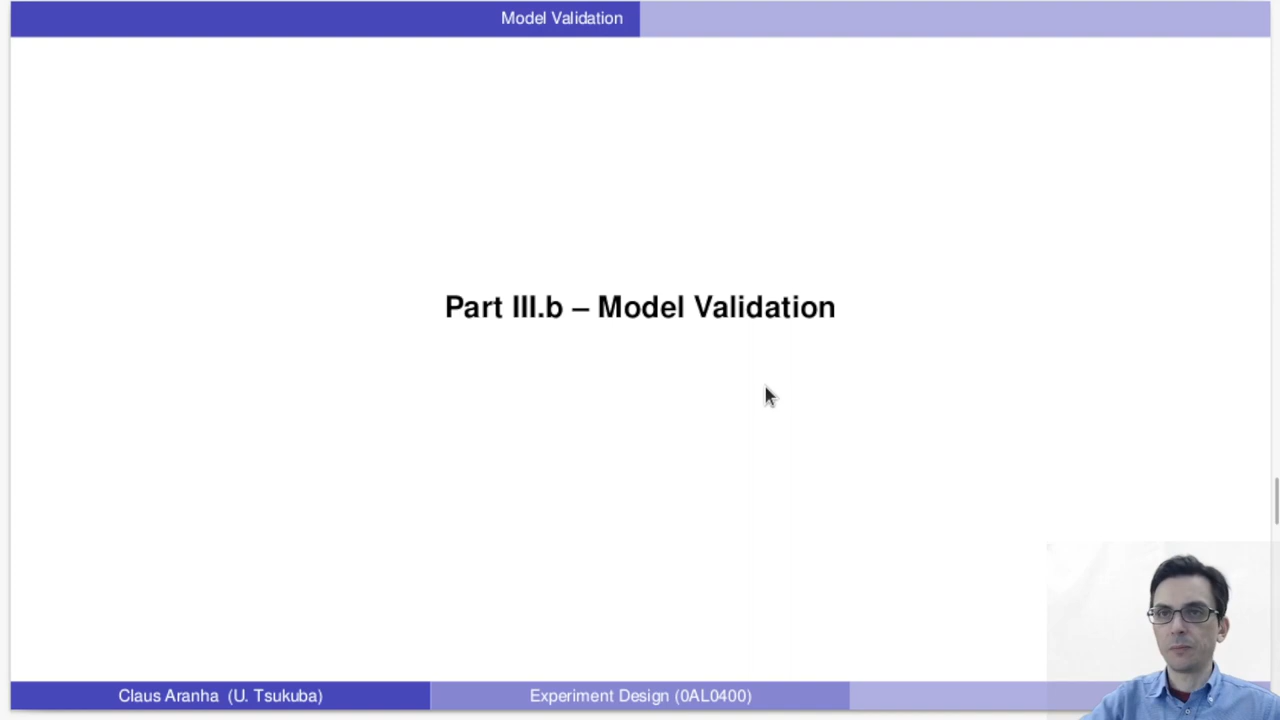 Model Validation
Part III.b – Model Validation
Claus Aranha (U. Tsukuba)
Experiment Design (0AL0400)